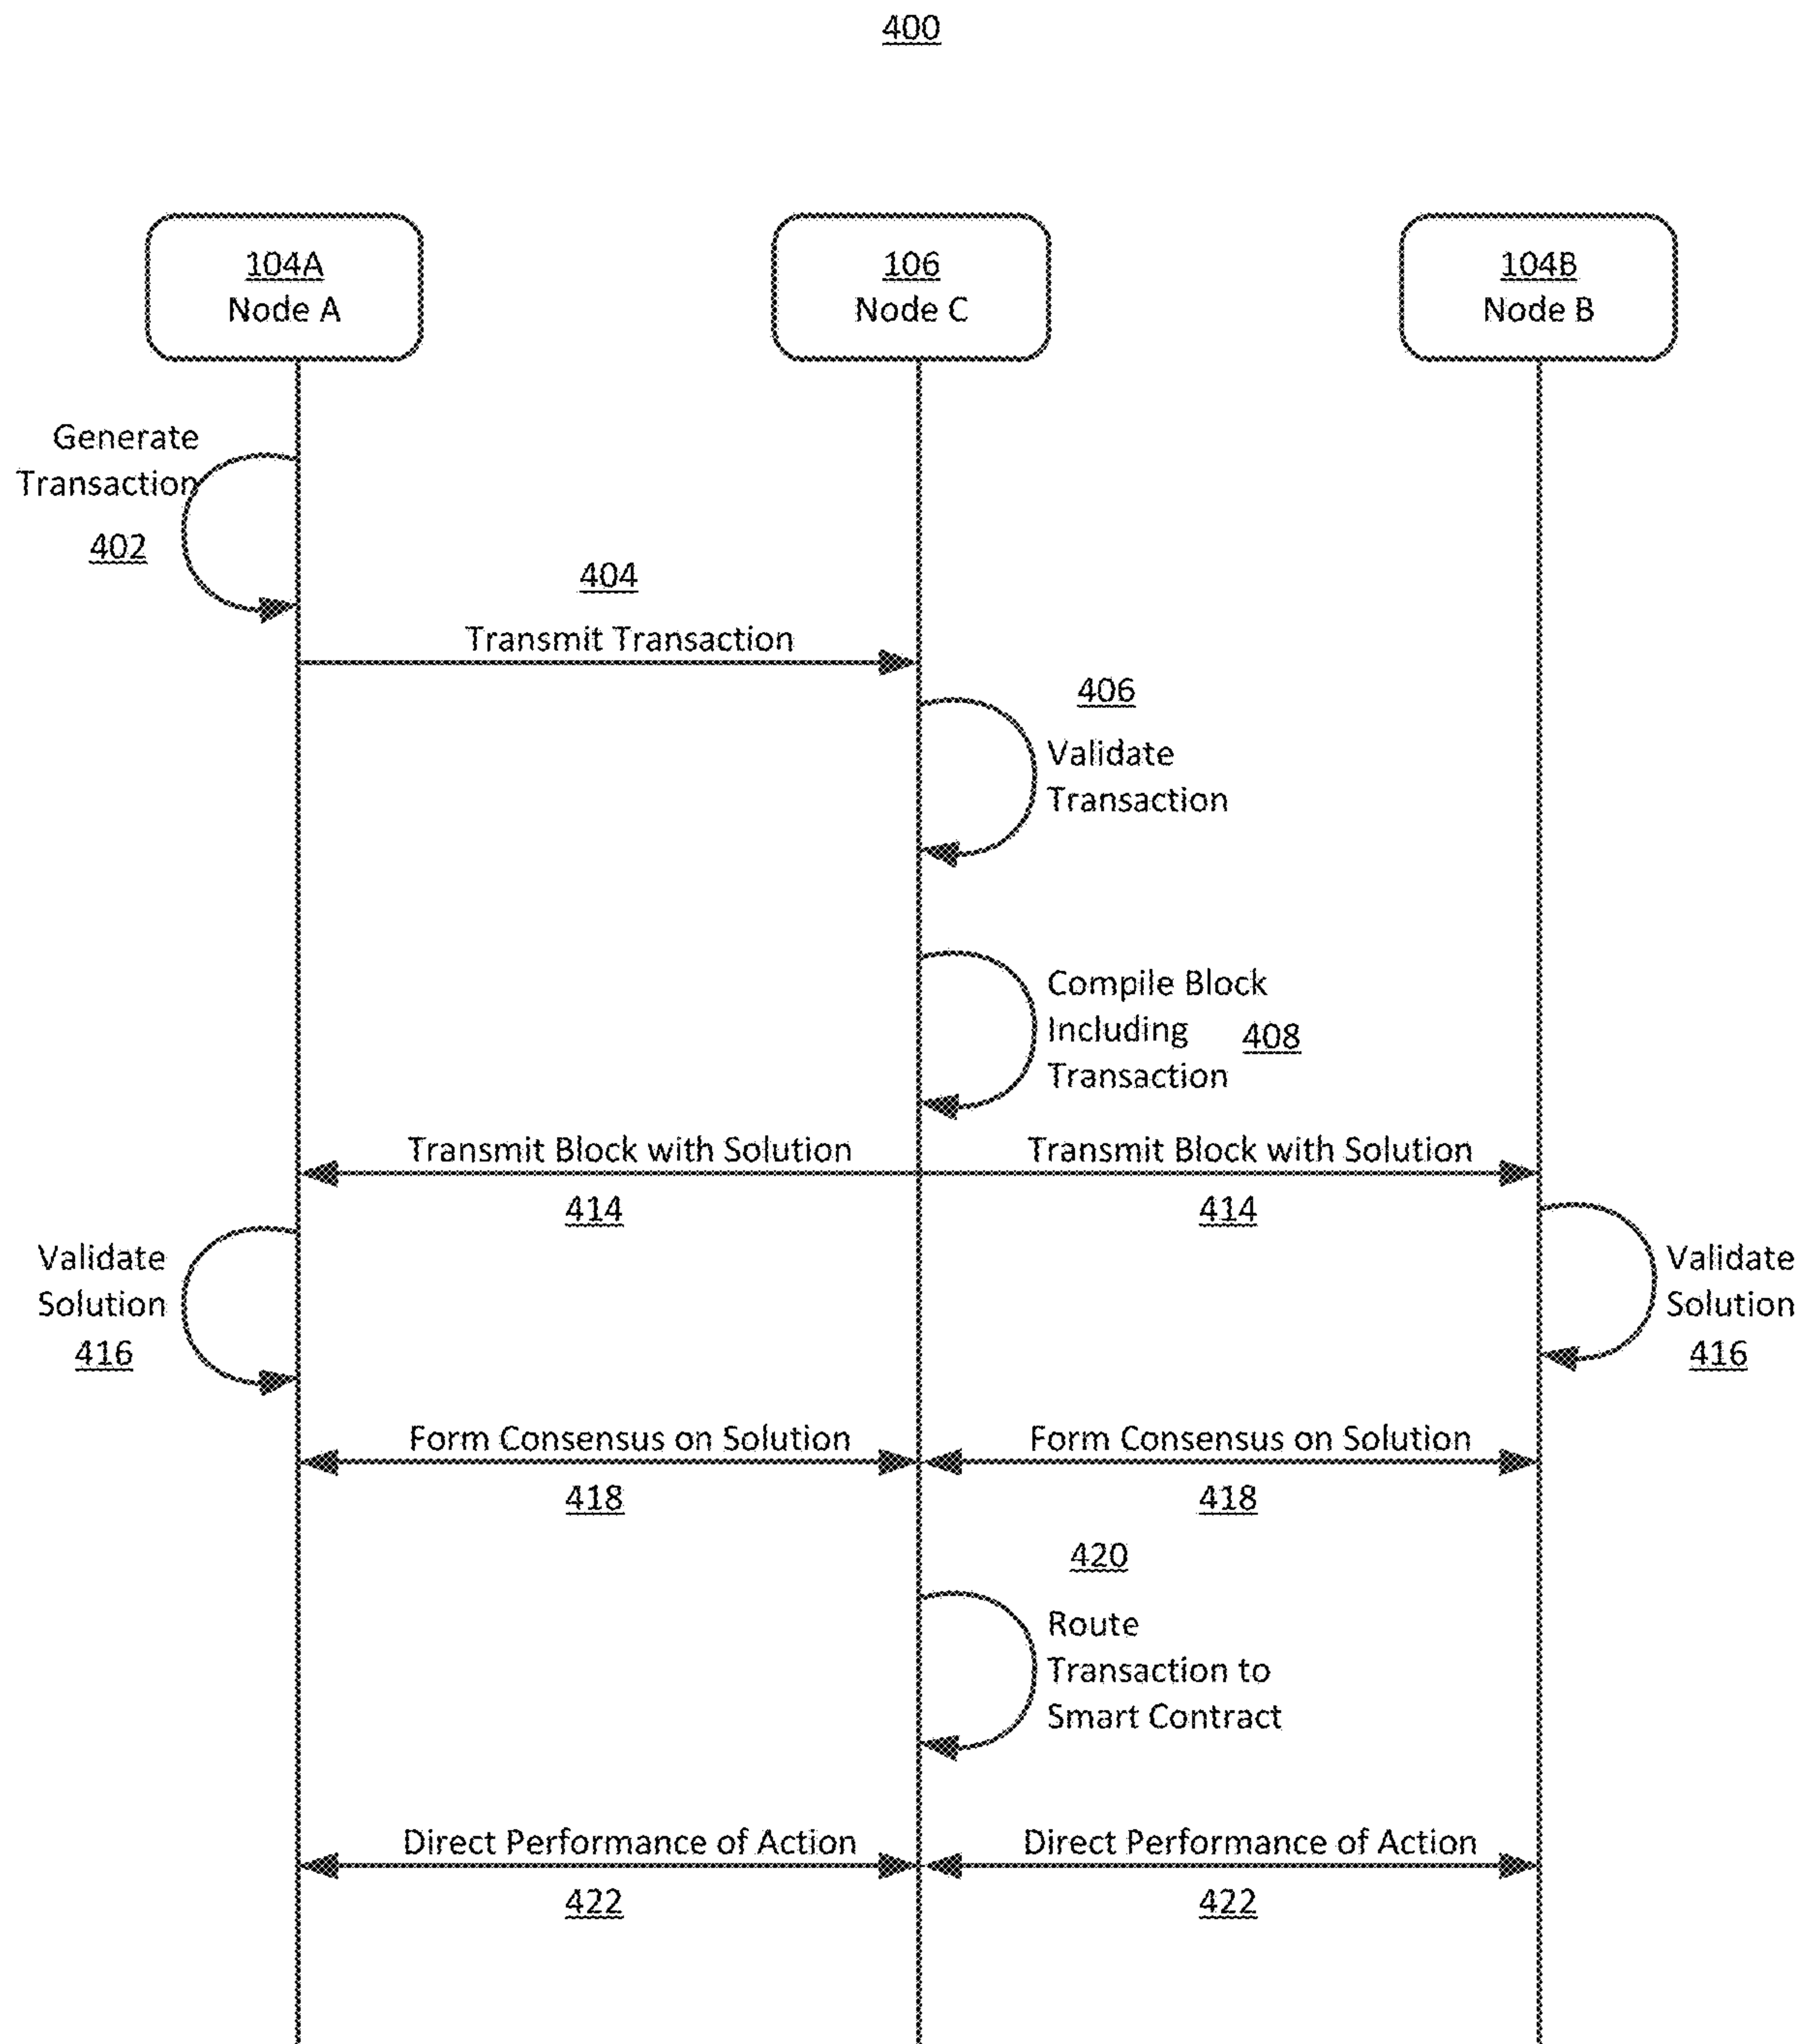 400
104A
Node A
106
Node C
104B
Node B
Generate
Transaction
402
404
Transmit Transaction
406
Validate
Transaction
Compile Block
Including
408
Transaction
Transmit Block with Solution
Transmit Block with Solution
414
414
Validate
Solution
416
Validate
Solution
416
Form Consensus on Solution
Form Consensus on Solution
418
418
420
Route
Transaction to
Smart Contract
Direct Performance of Action
Direct Performance of Action
422
422